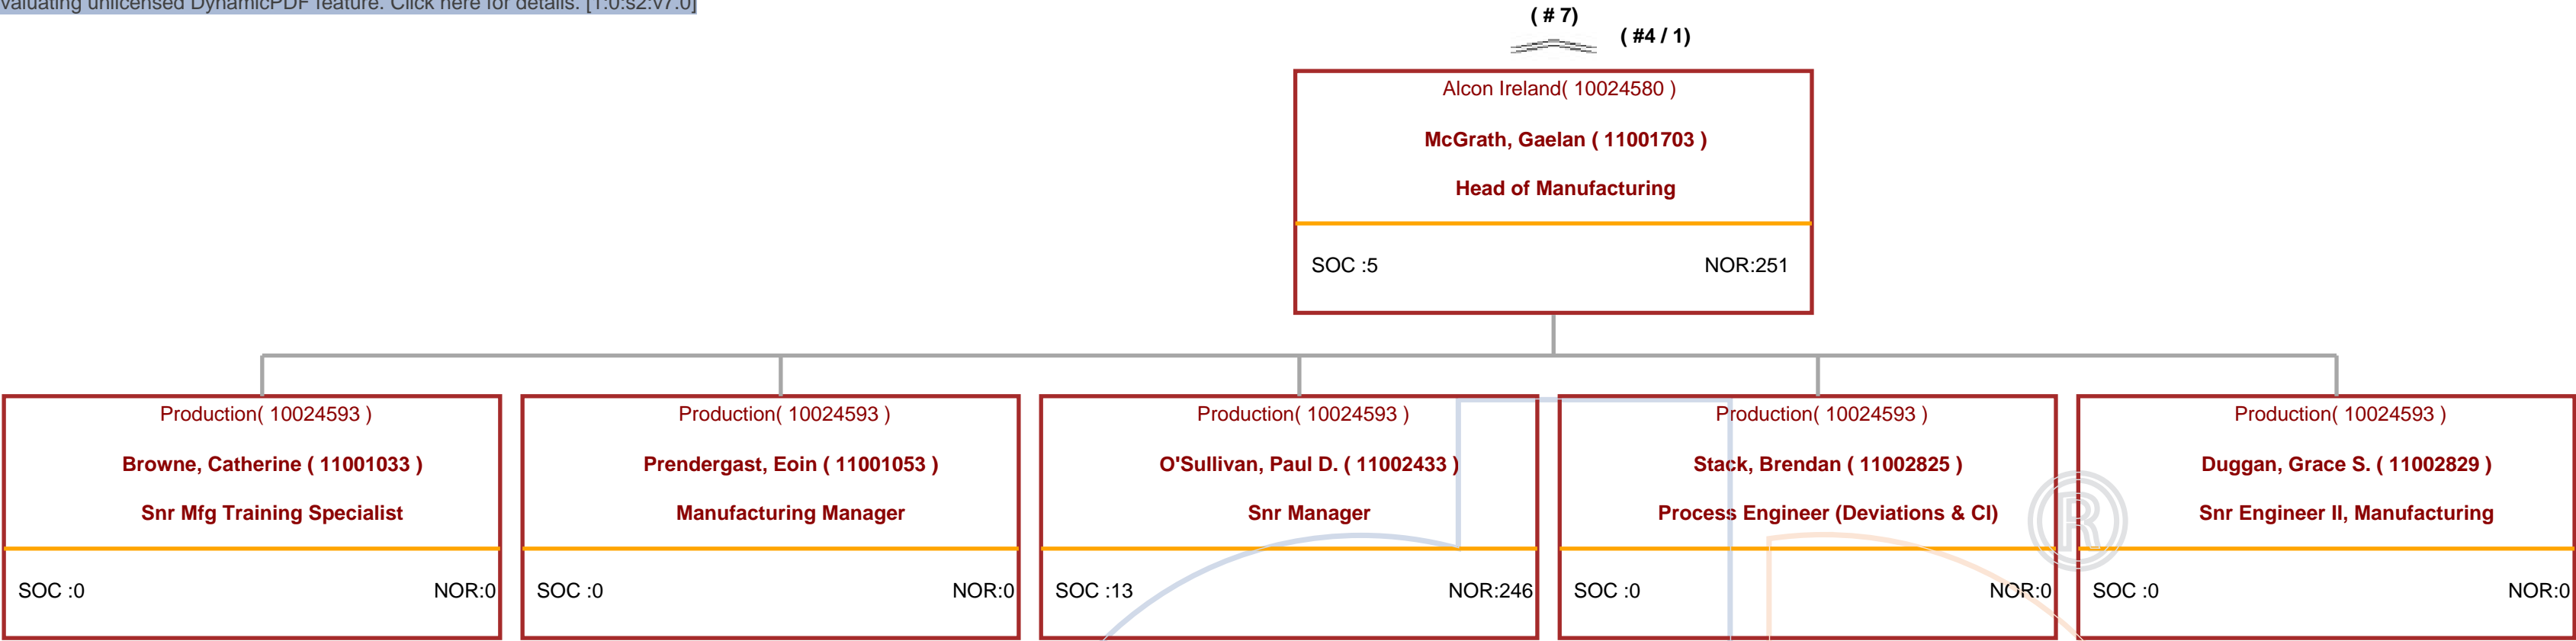 valuating unlicensed DynamicPDF feature. Click here for details. [1:0:s2:v7.0]
( # 7)
( #4 / 1)
Alcon Ireland( 10024580 )
McGrath, Gaelan ( 11001703 )
Head of Manufacturing
SOC :5 NOR:251
Production( 10024593 )
Browne, Catherine ( 11001033 )
Snr Mfg Training Specialist
SOC :0 NOR:0
Production( 10024593 )
Prendergast, Eoin ( 11001053 )
Manufacturing Manager
SOC :0 NOR:0
Production( 10024593 )
O'Sullivan, Paul D. ( 11002433 )
Snr Manager
SOC :13 NOR:246
Production( 10024593 )
Stack, Brendan ( 11002825 )
Process Engineer (Deviations & CI)
SOC :0 NOR:0
®
Production( 10024593 )
Duggan, Grace S. ( 11002829 )
Snr Engineer II, Manufacturing
SOC :0 NOR:0